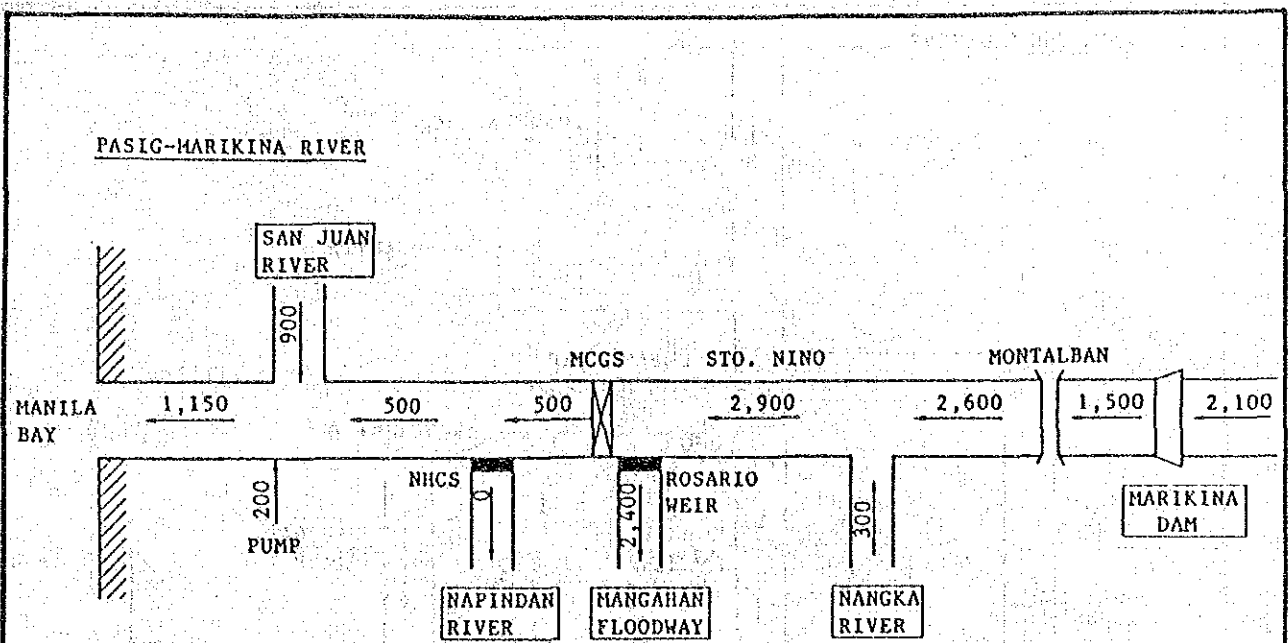 PASIG-MARIKINA RIVER
SAN JUAN
RIVER
900
MCGS
STO. NINO
MONTALBAN
MANILA
BAY
1,150
500
500
2,900
2,600
1,500
2,100
200
PUMP
NHCS
0
2,400
ROSARIO
WEIR
300
MARIKINA
DAM
NAPINDAN
RIVER
MANGAHAN
FLOODWAY
NANGKA
RIVER